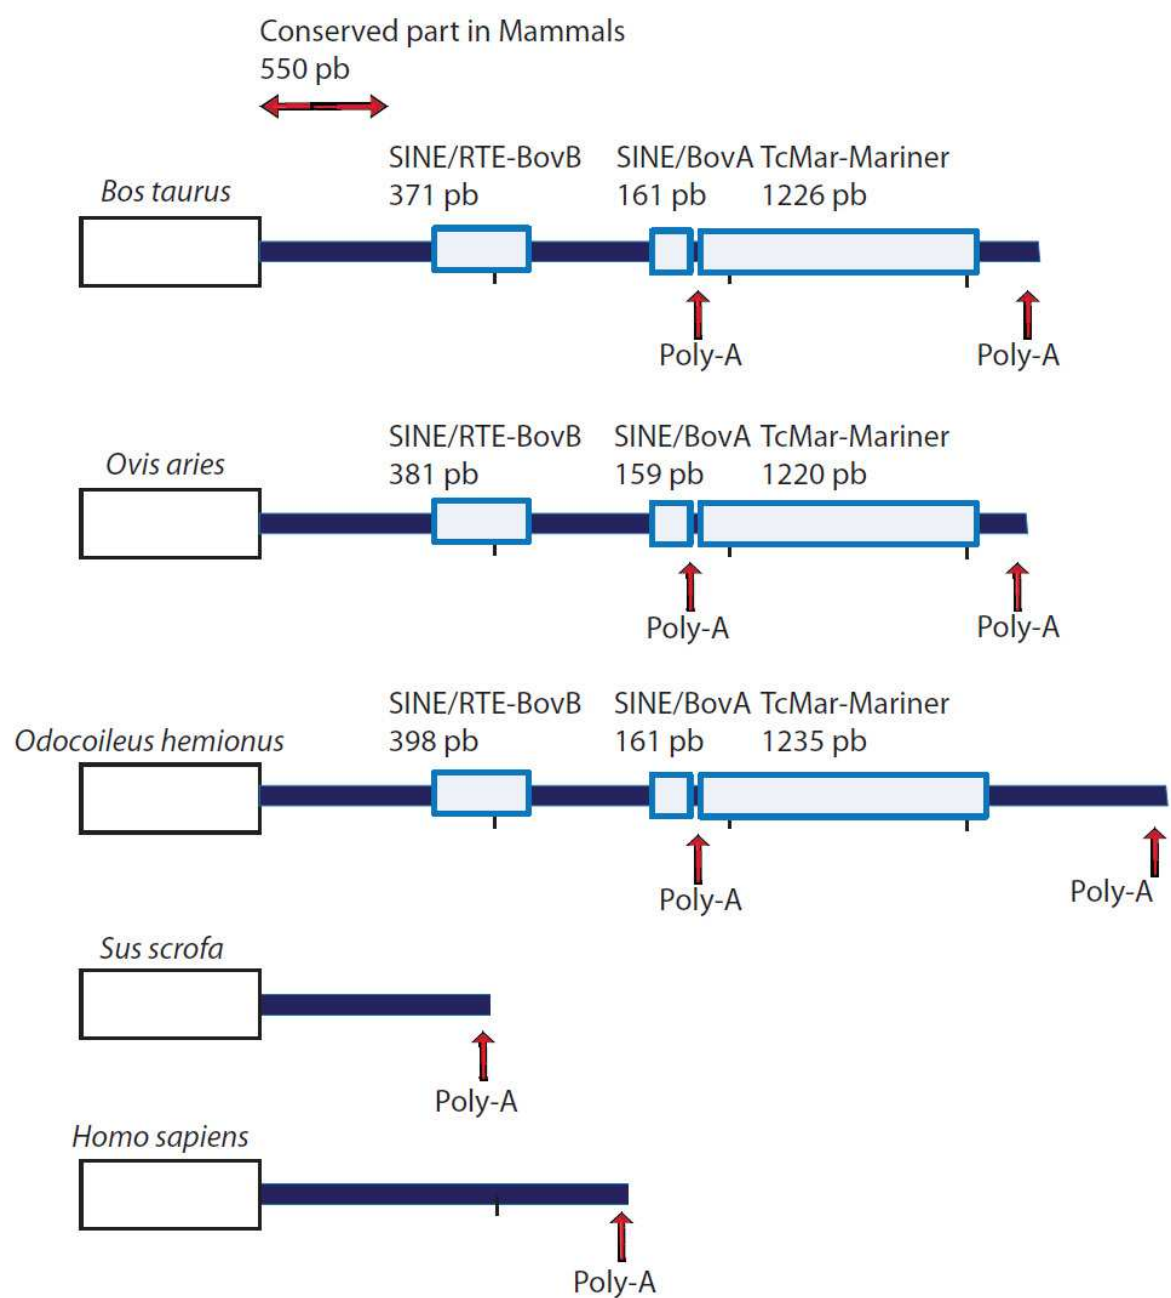 Conserved part in Mammals
550 pb
SINE/RTE-BovB SINE/BovA TcMar-Mariner
Bos taurus 371 pb 161 pb 1226 pb
Poly-A Poly-A
SINE/RTE-BovB SINE/BovA TcMar-Mariner
Ovis aries 381 pb 159 pb 1220 pb
Poly-A Poly-A
SINE/RTE-BovB SINE/BovA TcMar-Mariner
Odocoileus hemionus 398 pb 161 pb 1235 pb
Poly-A Poly-A
Sus scrofa
Poly-A
Homo sapiens
Poly-A